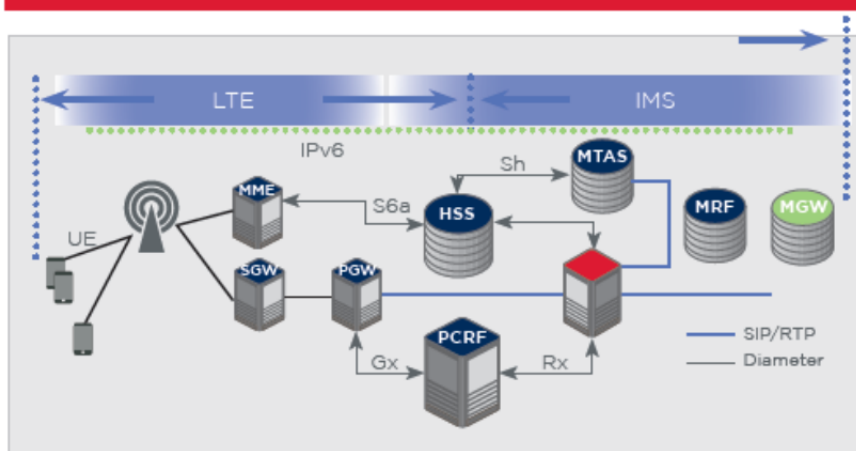 LTE
IMS
IPv6
Sh
MTAS
MME
S6a
HSS
MRF
MGW
UE
SGW
PGW
PCRF
SIP/RTP
Gx
Rx
Diameter